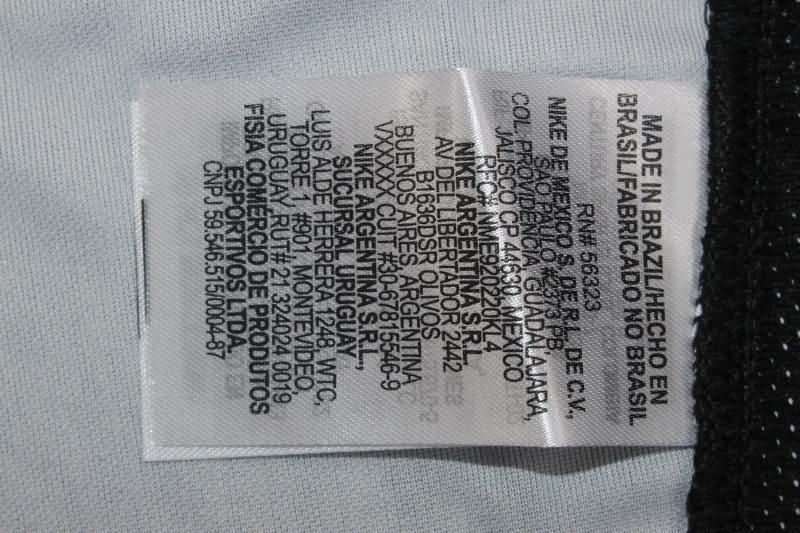 MADE IN BRAZIL/HECHO EN
BRASIL/FABRICADO NO BRASIL
RN# 56323
NIKE DE MEXICO S. DE R.L. DE C.V.,
SAO PAULO #2373 PB,
COL. PROVIDENCIA, GUADALAJARA,
JALISCO CP 44630, MEXICO
RFC# NME920220KL4
NIKE ARGENTINA S.R.L.
AV DEL LIBERTADOR 2442
B1636DSR OLIVOS
BUENOS AIRES, ARGENTINA
VXXXXX CUIT #30-67815546-9
NIKE ARGENTINA S.R.L.,
SUCURSAL URUGUAY
LUIS ALDE HERRERA 1248, WTC,
TORRE 1 #901, MONTEVIDEO,
URUGUAY, RUT# 21 324024 0019
FISIA COMERCIO DE PRODUTOS
ESPORTIVOS LTDA.
CNPJ 59.546.515/0004-87